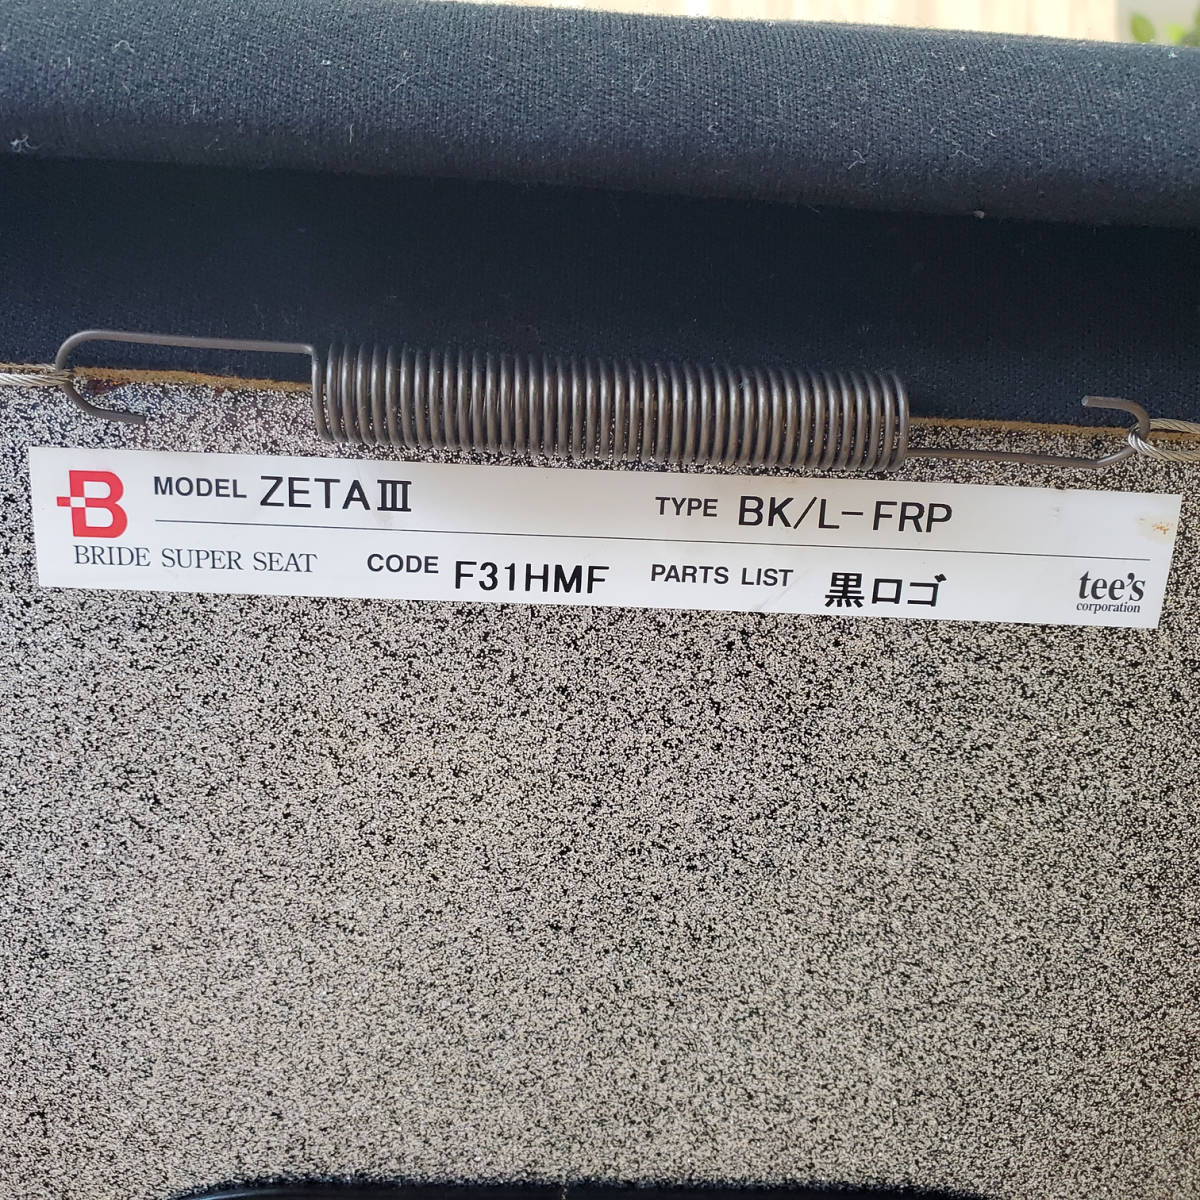 B MODEL ZETAⅢ TYPE BK/L-FRP
BRIDE SUPER SEAT CODE F31HMF PARTS LIST 黒ロゴ tee's
corporation